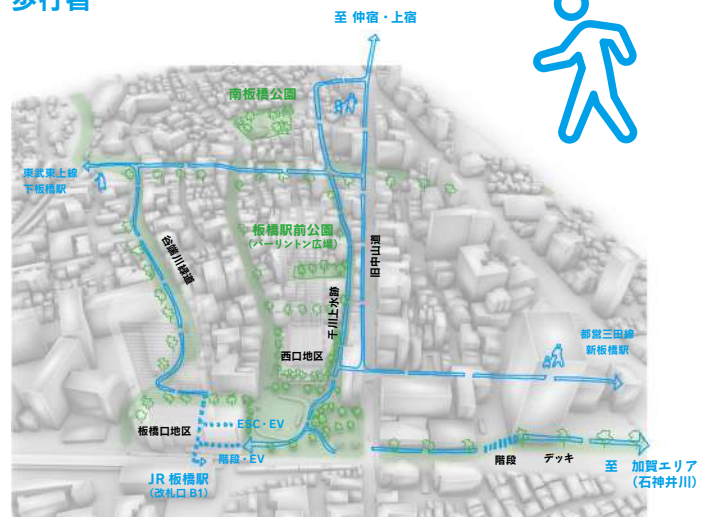 歩行者
至 仲宿・上宿
南板橋公園
東武東上線
下板橋駅
板橋駅前公園
（バーリントン広場）
谷端川緑道
旧中山道
千川上水跡
西口地区
都営三田線
新板橋駅
板橋口地区
ESC・EV
階段・EV
JR 板橋駅
（改札口 B1）
階段
デッキ
至 加賀エリア
（石神井川）